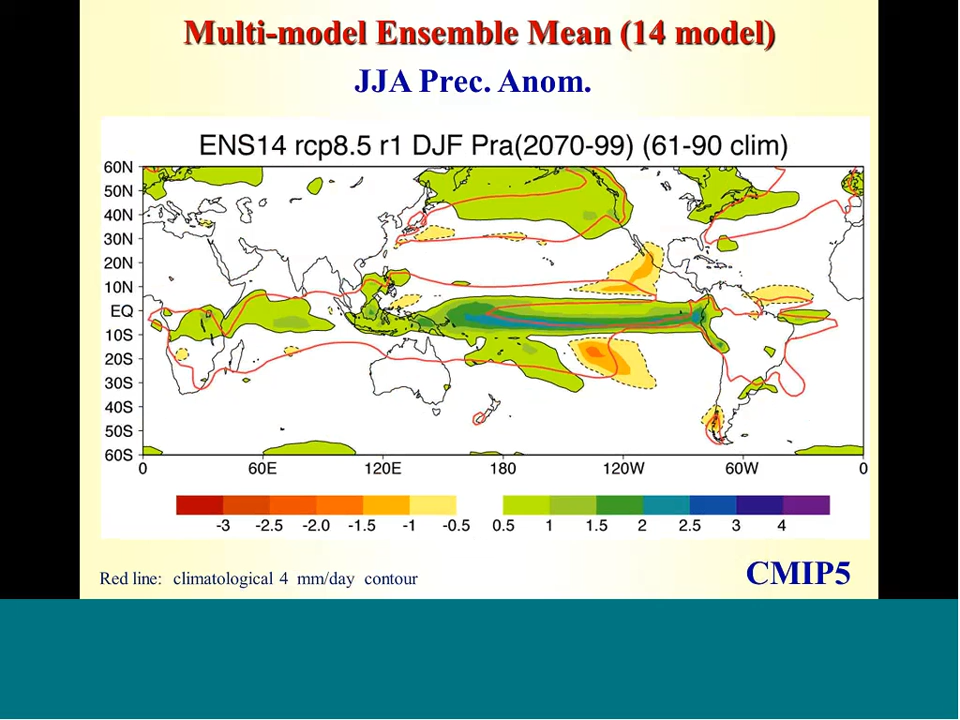 Multi-model Ensemble Mean (14 model)
JJA Prec. Anom.
ENS14 rcp8.5 r1 DJF Pra(2070-99) (61-90 clim)
60N
50N
40N
30N
20N
10N
EQ
10S
20S
30S
40S
50S
60S
0 60E 120E 180 120W 60W 0
-3 -2.5 -2.0 -1.5 -1 -0.5 0.5 1 1.5 2 2.5 3 4
Red line: climatological 4 mm/day contour
CMIP5